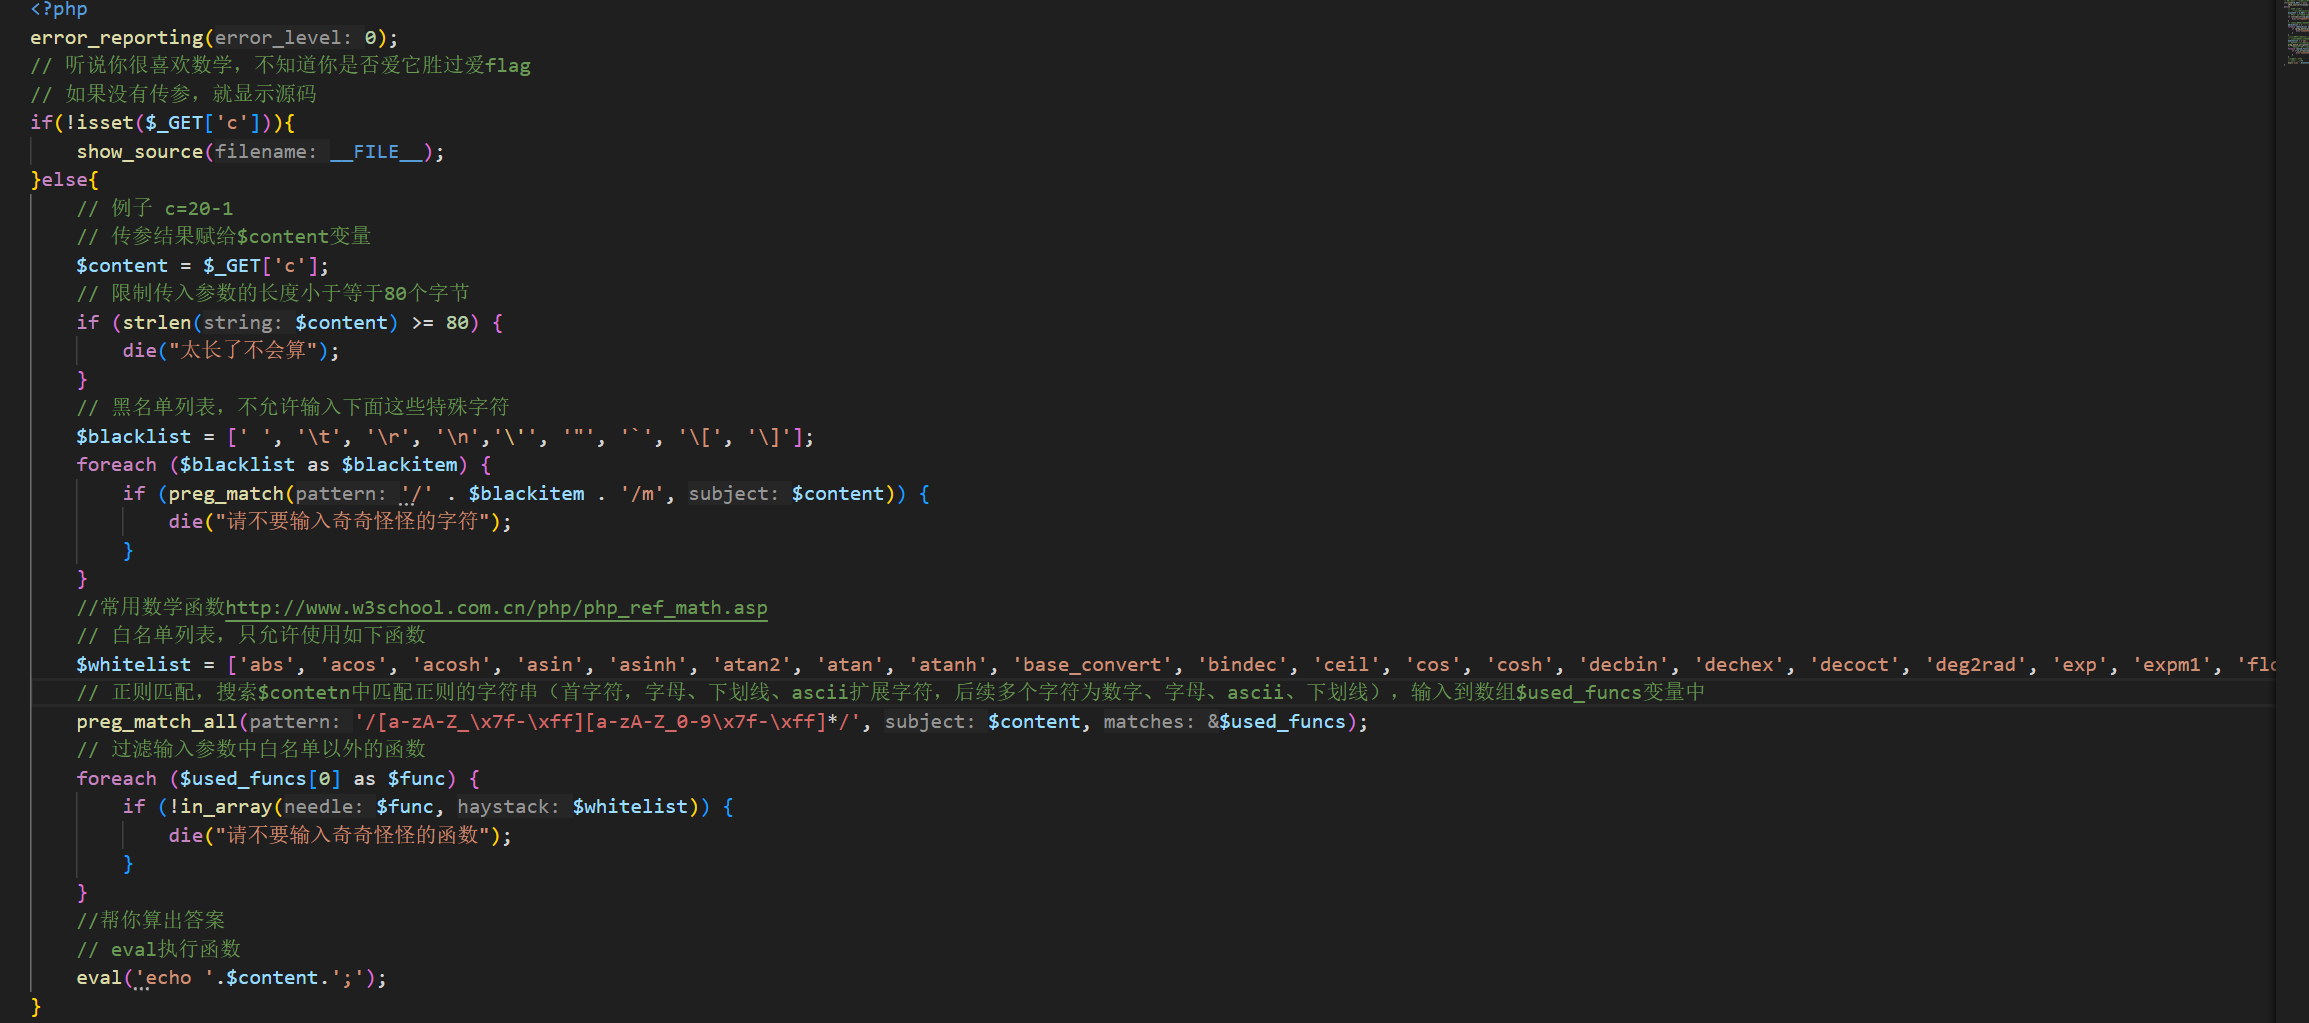 <?php
error_reporting(error_level: 0);
// 听说你很喜欢数学，不知道你是否爱它胜过爱flag
// 如果没有传参，就显示源码
if(!isset($_GET['c'])){
    show_source(filename: __FILE__);
}else{
    // 例子 c=20-1
    // 传参结果赋给$content变量
    $content = $_GET['c'];
    // 限制传入参数的长度小于等于80个字节
    if (strlen(string: $content) >= 80) {
        die("太长了不会算");
    }
    // 黑名单列表，不允许输入下面这些特殊字符
    $blacklist = [' ', '\t', '\r', '\n','\'', '"', '`', '\[', '\]'];
    foreach ($blacklist as $blackitem) {
        if (preg_match(pattern: '/' . $blackitem . '/m', subject: $content)) {
            die("请不要输入奇奇怪怪的字符");
        }
    }
    //常用数学函数http://www.w3school.com.cn/php/php_ref_math.asp
    // 白名单列表，只允许使用如下函数
    $whitelist = ['abs', 'acos', 'acosh', 'asin', 'asinh', 'atan2', 'atan', 'atanh', 'base_convert', 'bindec', 'ceil', 'cos', 'cosh', 'decbin', 'dechex', 'decoct', 'deg2rad', 'exp', 'expm1',
    // 正则匹配，搜索$contetn中匹配正则的字符串（首字符，字母、下划线、ascii扩展字符，后续多个字符为数字、字母、ascii、下划线），输入到数组$used_funcs变量中
    preg_match_all(pattern: '/[a-zA-Z_\x7f-\xff][a-zA-Z_0-9\x7f-\xff]*/', subject: $content, matches: &$used_funcs);
    // 过滤输入参数中白名单以外的函数
    foreach ($used_funcs[0] as $func) {
        if (!in_array(needle: $func, haystack: $whitelist)) {
            die("请不要输入奇奇怪怪的函数");
        }
    }
    //帮你算出答案
    // eval执行函数
    eval('echo '.$content.';');
}